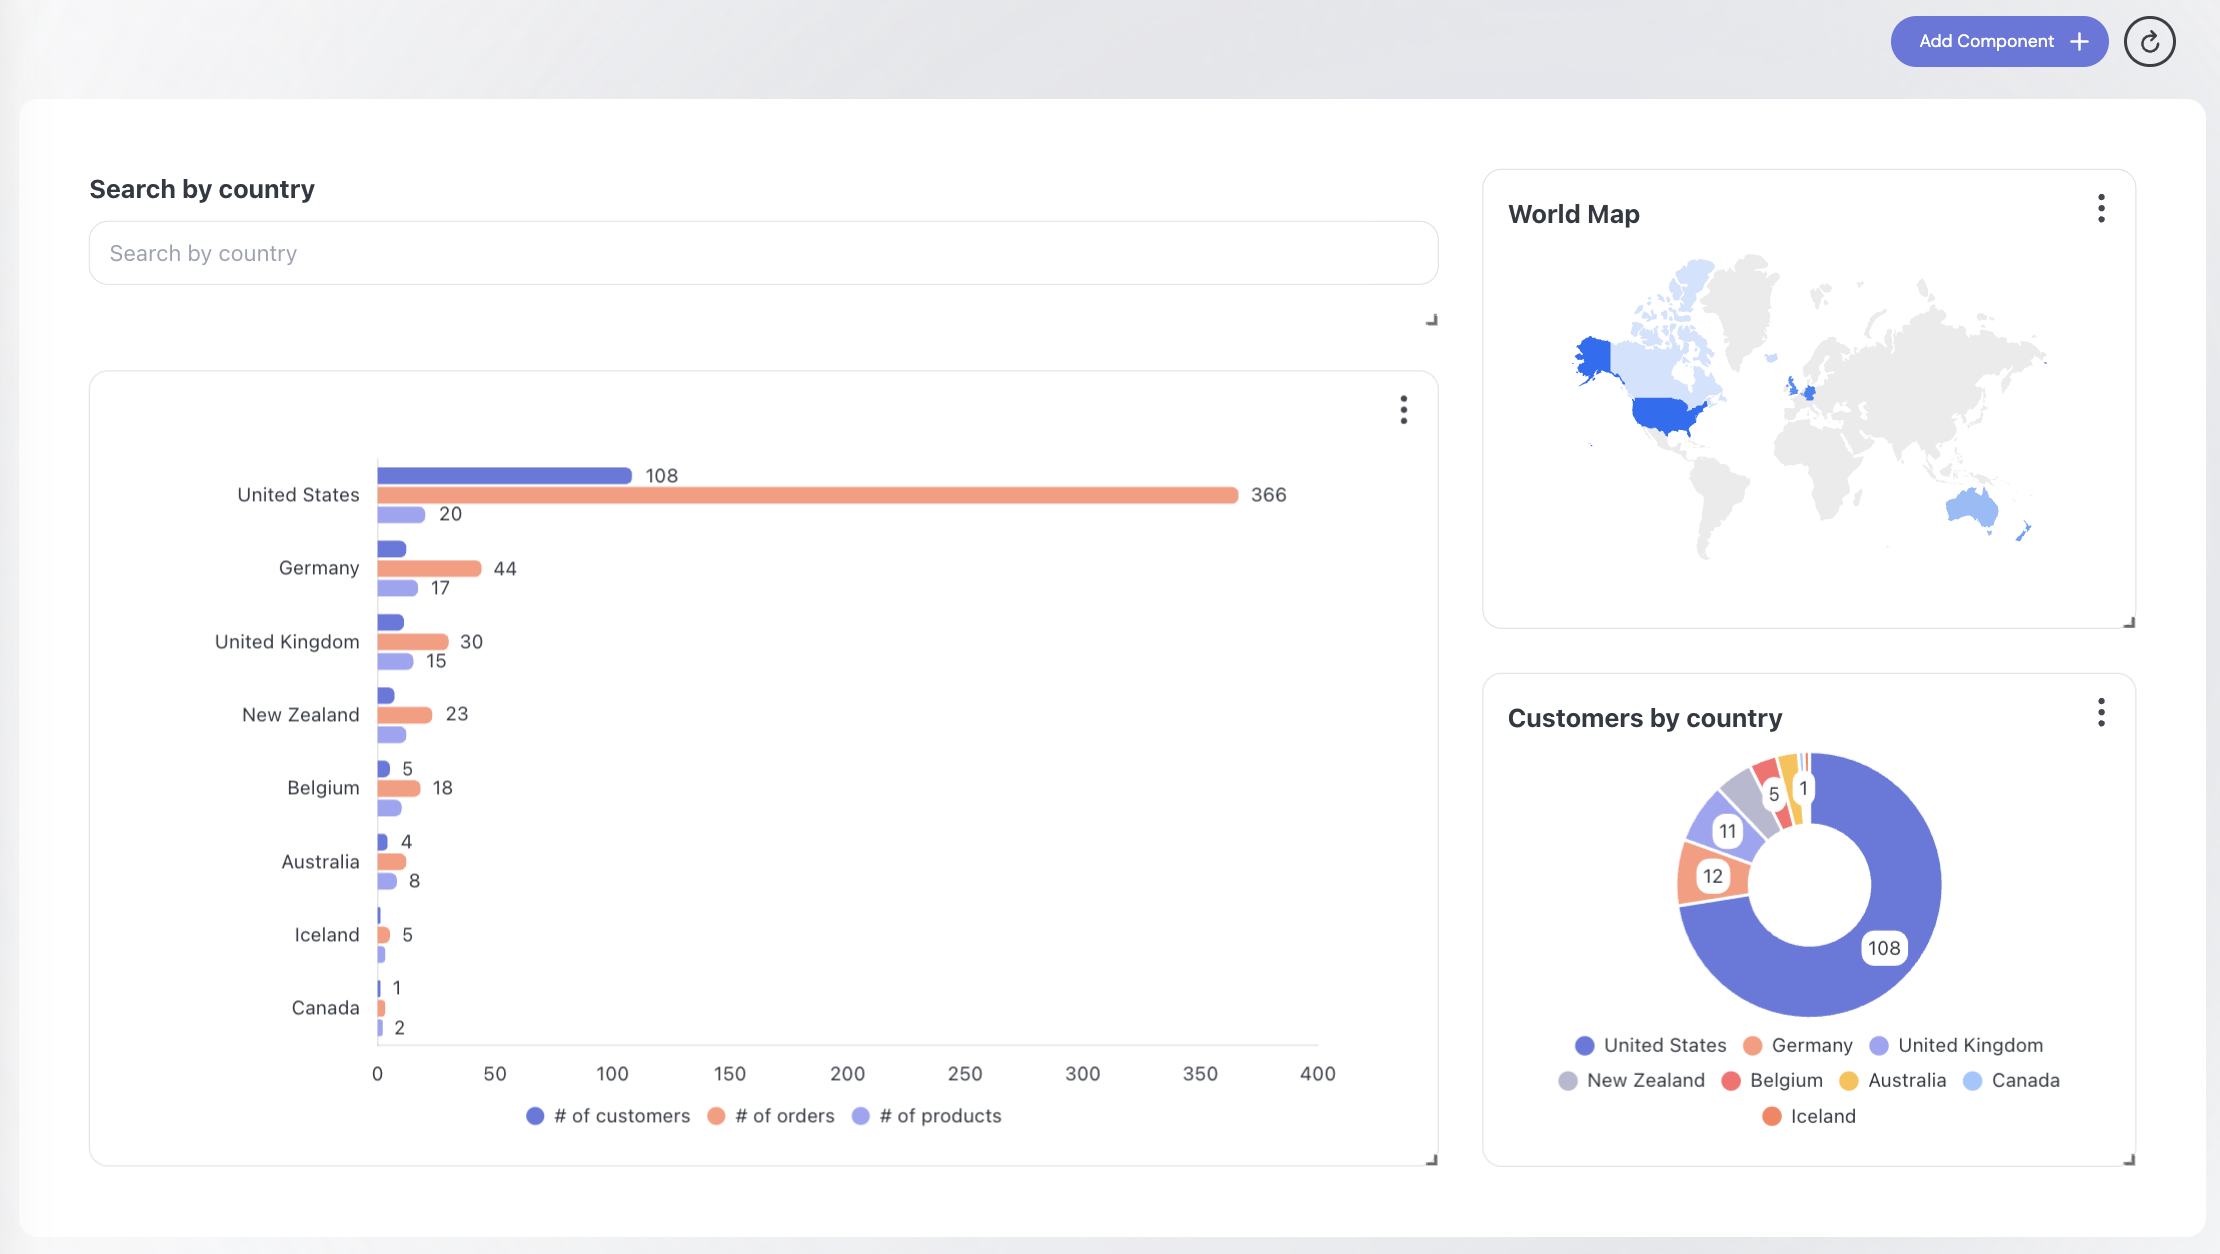 Add Component
Search by country
Search by country
108
United States
366
20
Germany
44
17
United Kingdom
30
15
New Zealand
23
5
Belgium
18
4
Australia
8
Iceland
5
1
Canada
2
0 50 100 150 200 250 300 350 400
# of customers # of orders # of products
World Map
Customers by country
5
1
11
12
108
United States Germany United Kingdom
New Zealand Belgium Australia Canada
Iceland